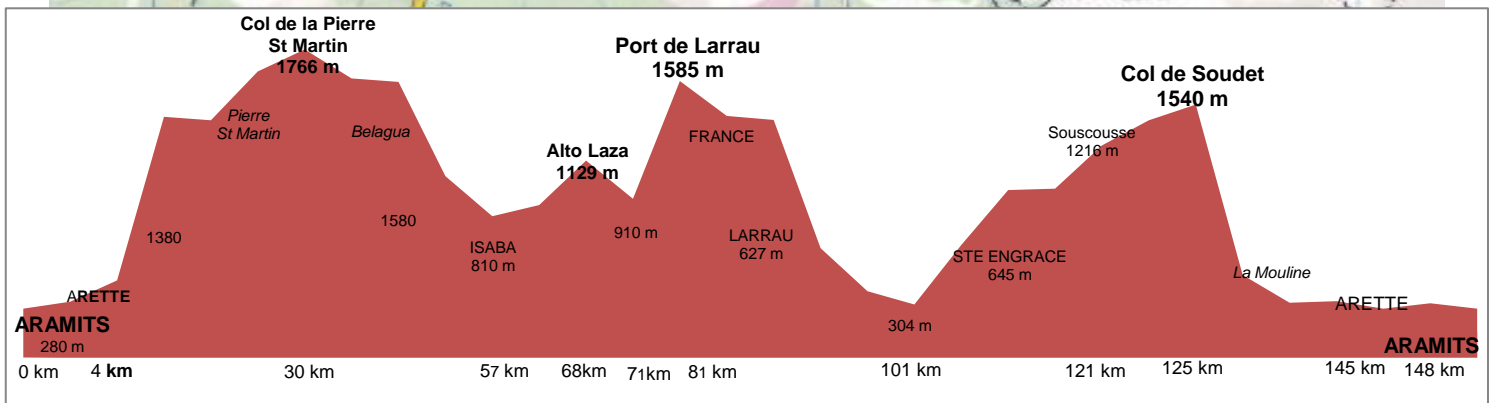 Col de la Pierre
St Martin
1766 m
Port de Larrau
1585 m
Col de Soudet
1540 m
Pierre
St Martin
Belagua
Alto Laza
1129 m
FRANCE
Souscousse
1216 m
1380
1580
ISABA
810 m
910 m
LARRAU
627 m
STE ENGRACE
645 m
La Mouline
ARETTE
ARAMITS
280 m
304 m
ARETTE
ARAMITS
0 km 4 km 30 km 57 km 68km 71km 81 km 101 km 121 km 125 km 145 km 148 km